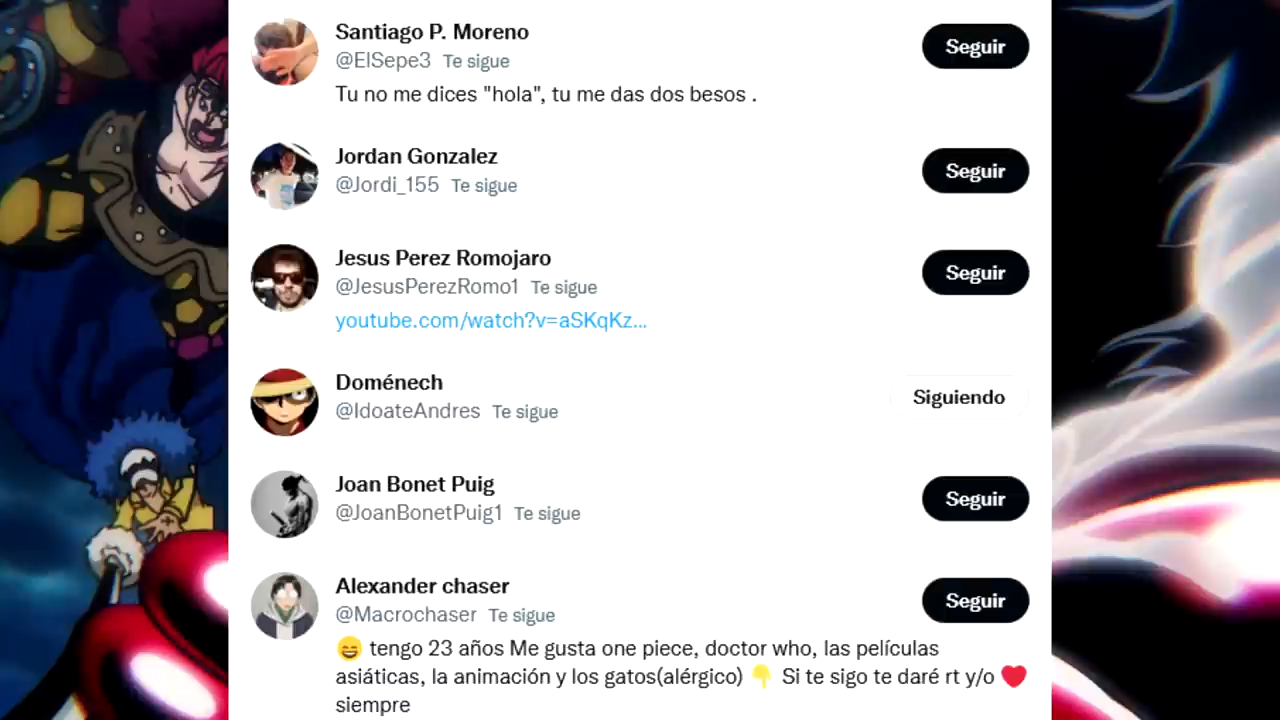 Santiago P. Moreno
@ElSepe3 Te sigue
Seguir
Tu no me dices "hola", tu me das dos besos .
Jordan Gonzalez
@Jordi_155 Te sigue
Seguir
Jesus Perez Romojaro
@JesusPerezRomo1 Te sigue
Seguir
youtube.com/watch?v=aSKqKz...
Doménech
@IdoateAndres Te sigue
Siguiendo
Joan Bonet Puig
@JoanBonetPuig1 Te sigue
Seguir
Alexander chaser
@Macrochaser Te sigue
Seguir
😄 tengo 23 años Me gusta one piece, doctor who, las películas
asiáticas, la animación y los gatos(alérgico) 👇 Si te sigo te daré rt y/o ❤️
siempre